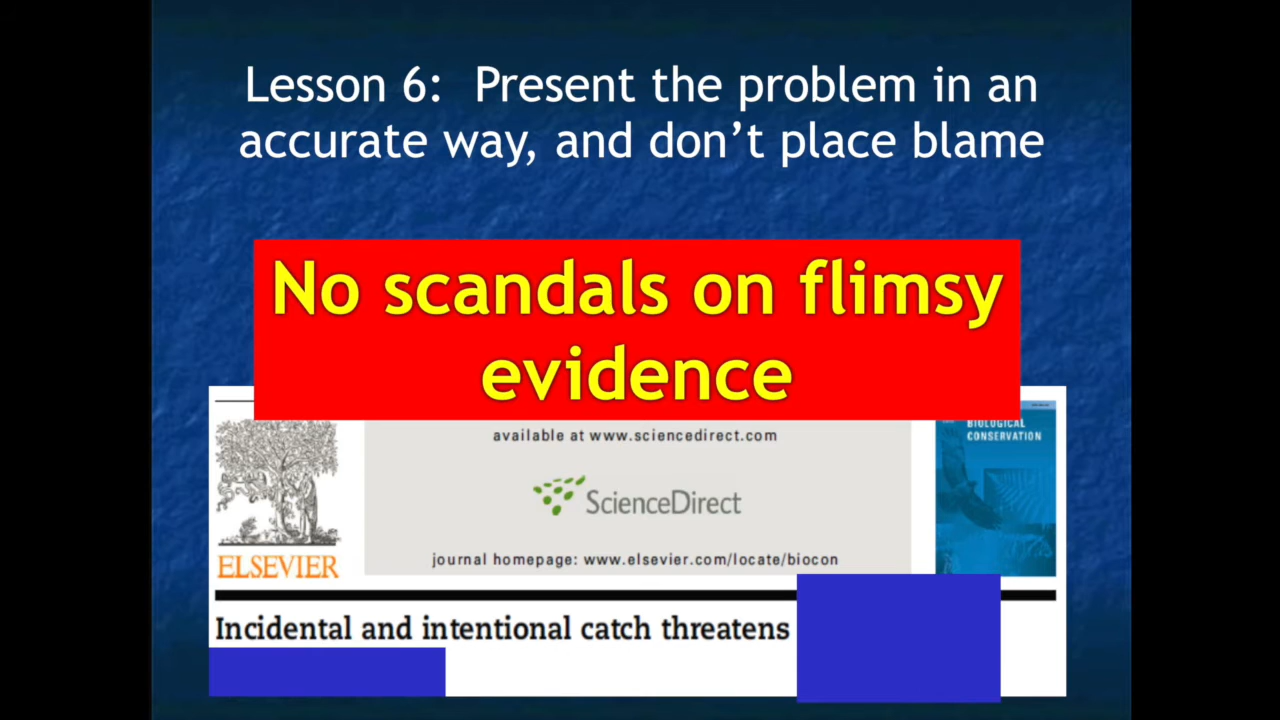 Lesson 6: Present the problem in an
accurate way, and don't place blame
No scandals on flimsy
evidence
available at www.sciencedirect.com
BIOLOGICAL
CONSERVATION
ScienceDirect
ELSEVIER
journal homepage: www.elsevier.com/locate/biocon
Incidental and intentional catch threatens